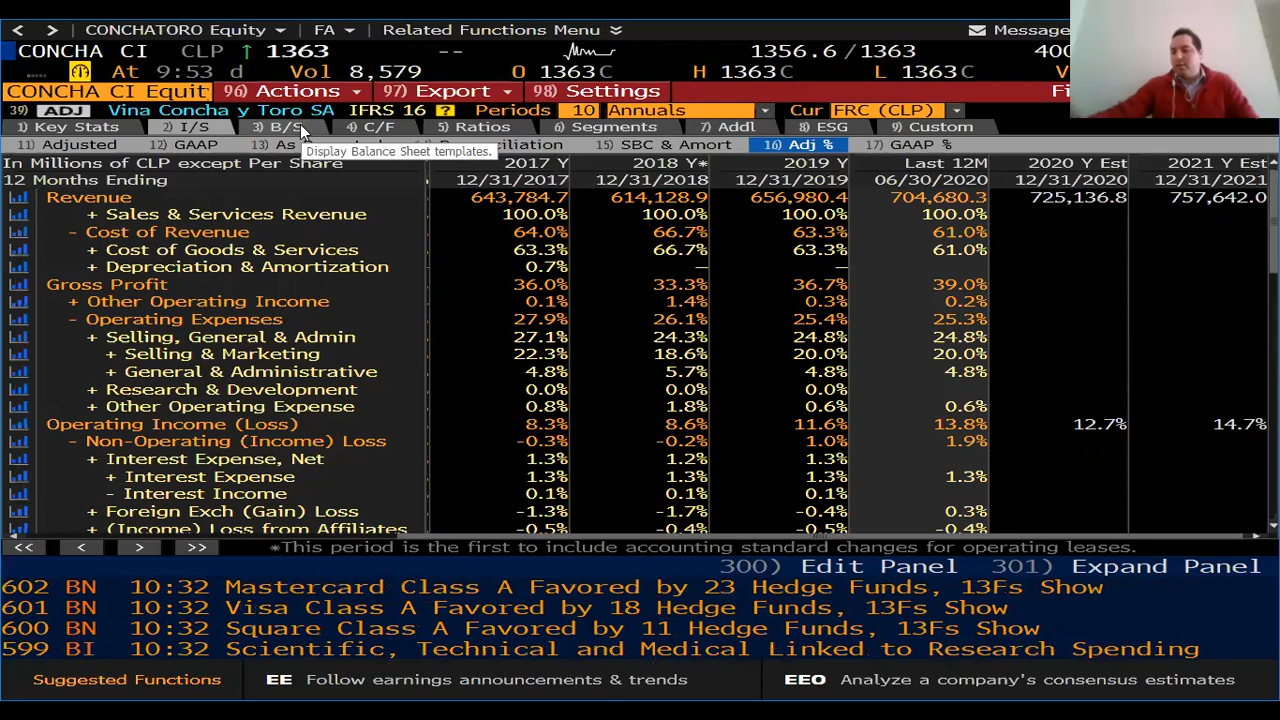 < > CONCHATORO Equity FA Related Functions Menu Message
CONCHA CI CLP ↑ 1363 -- 1356.6 /1363 400
.... At 9:53 d Vol 8,579 O 1363C H 1363C L 1363C
CONCHA CI Equit 96) Actions 97) Export 98) Settings Fi
39) ADJ Vina Concha y Toro SA IFRS 16 ? Periods 10 Annuals Cur FRC (CLP)
1) Key Stats 2) I/S 3) B/S 4) C/F 5) Ratios 6) Segments 7) Addl 8) ESG 9) Custom
11) Adjusted 12) GAAP 13) As 15) SBC & Amort 16) Adj % 17) GAAP %
Display Balance Sheet templates.
In Millions of CLP except Per Share 2017 Y 2018 Y* 2019 Y Last 12M 2020 Y Est 2021 Y Est
12 Months Ending 12/31/2017 12/31/2018 12/31/2019 06/30/2020 12/31/2020 12/31/2021
Revenue 643,784.7 614,128.9 656,980.4 704,680.3 725,136.8 757,642.0
+ Sales & Services Revenue 100.0% 100.0% 100.0% 100.0%
- Cost of Revenue 64.0% 66.7% 63.3% 61.0%
+ Cost of Goods & Services 63.3% 66.7% 63.3% 61.0%
+ Depreciation & Amortization 0.7% — —
Gross Profit 36.0% 33.3% 36.7% 39.0%
+ Other Operating Income 0.1% 1.4% 0.3% 0.2%
- Operating Expenses 27.9% 26.1% 25.4% 25.3%
+ Selling, General & Admin 27.1% 24.3% 24.8% 24.8%
+ Selling & Marketing 22.3% 18.6% 20.0% 20.0%
+ General & Administrative 4.8% 5.7% 4.8% 4.8%
+ Research & Development 0.0% 0.0% 0.0%
+ Other Operating Expense 0.8% 1.8% 0.6% 0.6%
Operating Income (Loss) 8.3% 8.6% 11.6% 13.8% 12.7% 14.7%
- Non-Operating (Income) Loss -0.3% -0.2% 1.0% 1.9%
+ Interest Expense, Net 1.3% 1.2% 1.3%
+ Interest Expense 1.3% 1.3% 1.3% 1.3%
- Interest Income 0.1% 0.1% 0.1%
+ Foreign Exch (Gain) Loss -1.3% -1.7% -0.4% 0.3%
+ (Income) Loss from Affiliates -0.5% -0.4% -0.5% -0.4%
<< < > >> *This period is the first to include accounting standard changes for operating leases.
300) Edit Panel 301) Expand Panel
602 BN 10:32 Mastercard Class A Favored by 23 Hedge Funds, 13Fs Show
601 BN 10:32 Visa Class A Favored by 18 Hedge Funds, 13Fs Show
600 BN 10:32 Square Class A Favored by 11 Hedge Funds, 13Fs Show
599 BI 10:32 Scientific, Technical and Medical Linked to Research Spending
Suggested Functions EE Follow earnings announcements & trends EEO Analyze a company's consensus estimates